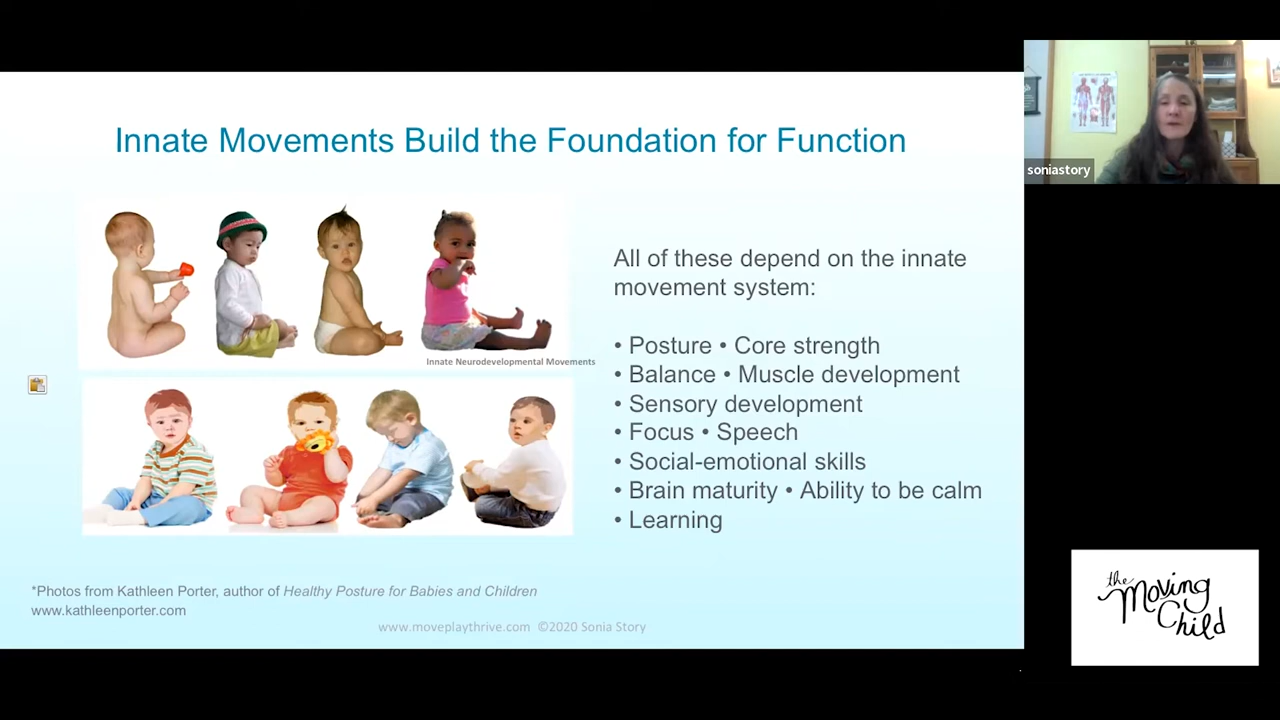 Innate Movements Build the Foundation for Function
soniastory
All of these depend on the innate
movement system:
• Posture • Core strength
• Balance • Muscle development
• Sensory development
• Focus • Speech
• Social-emotional skills
• Brain maturity • Ability to be calm
• Learning
Innate Neurodevelopmental Movements
*Photos from Kathleen Porter, author of Healthy Posture for Babies and Children
www.kathleenporter.com
www.moveplaythrive.com ©2020 Sonia Story
the
Moving
Child